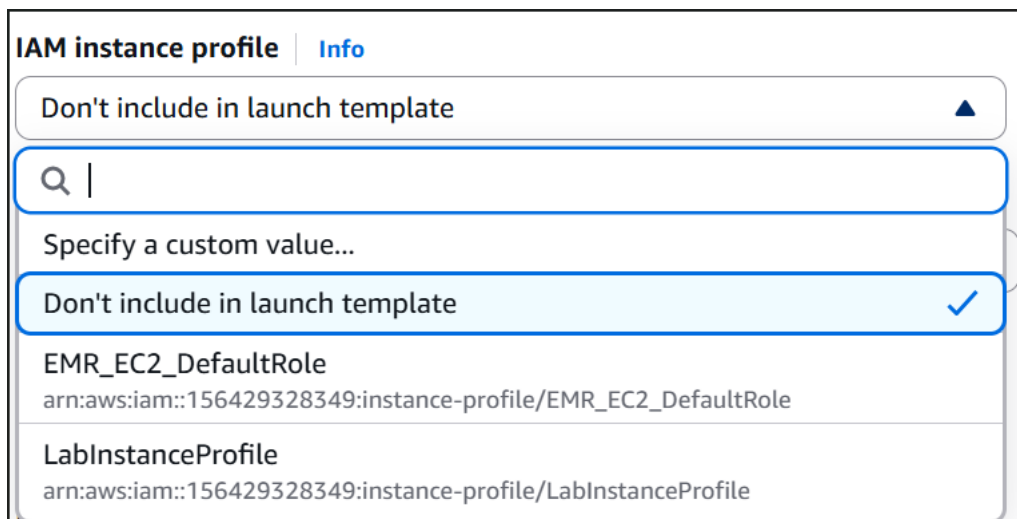 IAM instance profile Info
Don't include in launch template
Specify a custom value...
Don't include in launch template
EMR_EC2_DefaultRole
arn:aws:iam::156429328349:instance-profile/EMR_EC2_DefaultRole
LabInstanceProfile
arn:aws:iam::156429328349:instance-profile/LabInstanceProfile